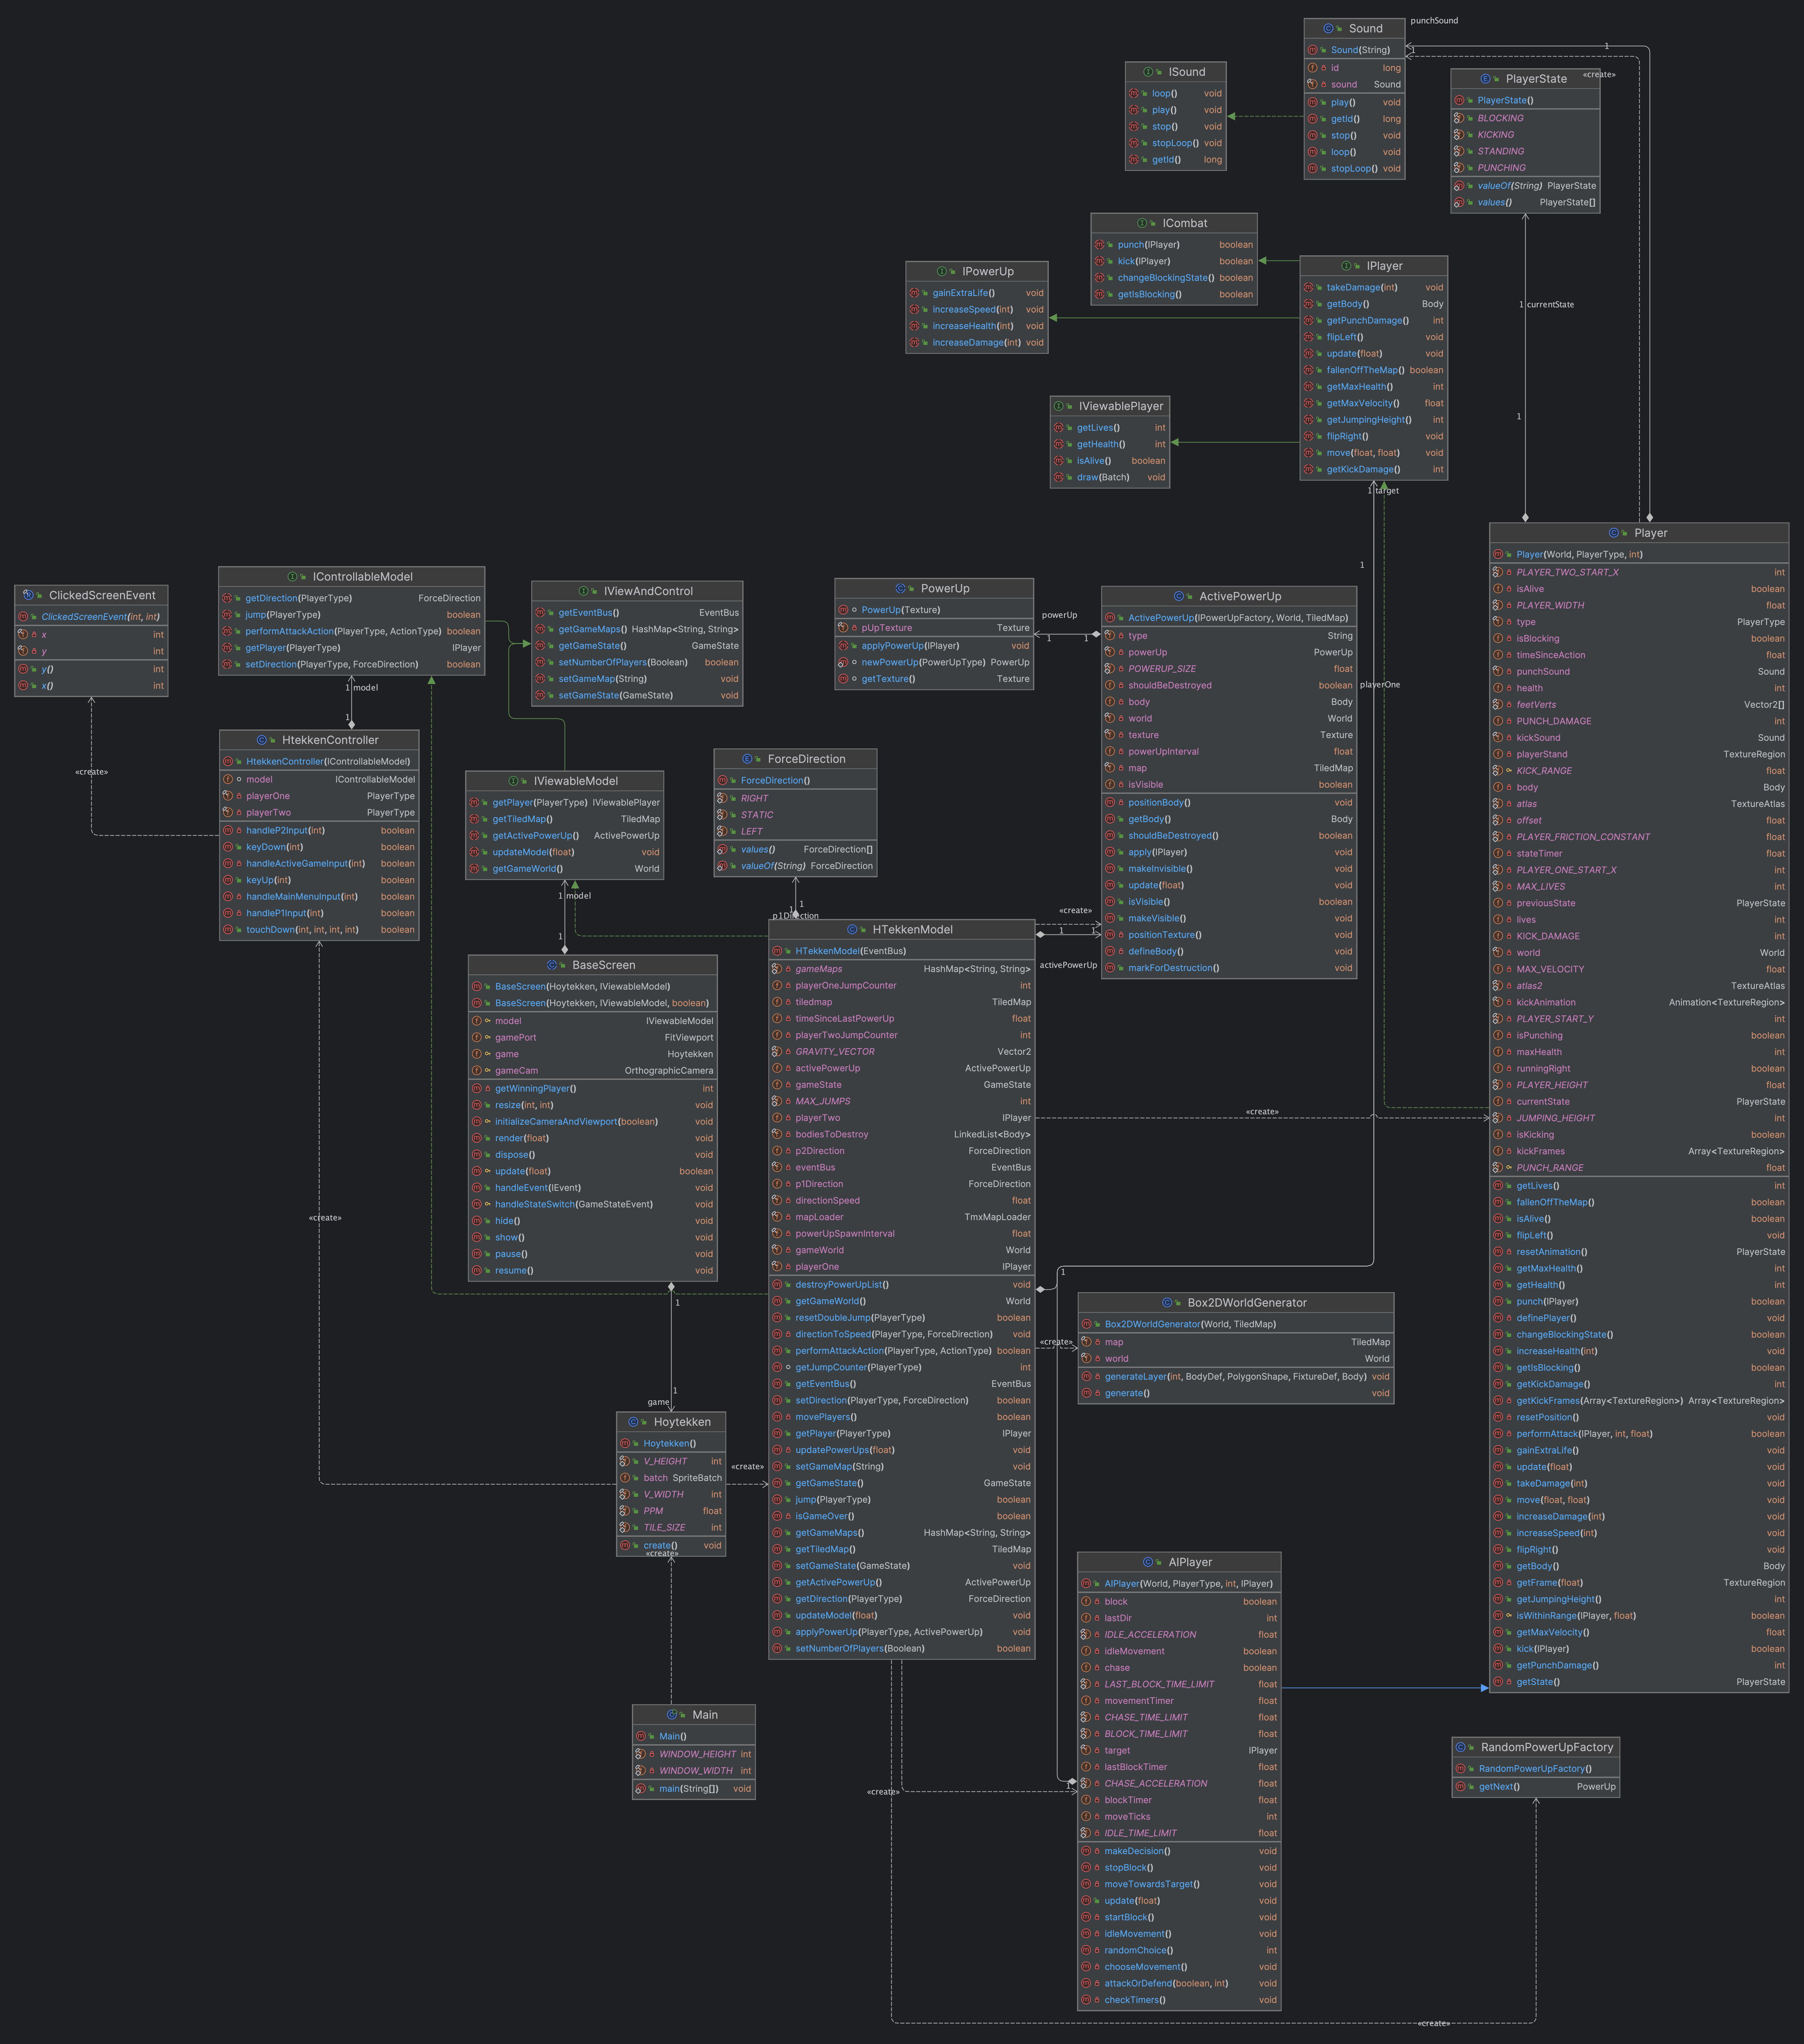 punchSound
Sound
Sound(String)
id long
sound Sound
play() void
getId() long
stop() void
loop() void
stopLoop() void
1
1
«create»
ISound
loop() void
play() void
stop() void
stopLoop() void
getId() long
PlayerState
PlayerState()
BLOCKING
KICKING
STANDING
PUNCHING
valueOf(String) PlayerState
values() PlayerState[]
ICombat
punch(IPlayer) boolean
kick(IPlayer) boolean
changeBlockingState() boolean
getIsBlocking() boolean
IPowerUp
gainExtraLife() void
increaseSpeed(int) void
increaseHealth(int) void
increaseDamage(int) void
IPlayer
takeDamage(int) void
getBody() Body
getPunchDamage() int
flipLeft() void
update(float) void
fallenOffTheMap() boolean
getMaxHealth() int
getMaxVelocity() float
getJumpingHeight() int
flipRight() void
move(float, float) void
getKickDamage() int
1 currentState
1
IViewablePlayer
getLives() int
getHealth() int
isAlive() boolean
draw(Batch) void
1 target
1
playerOne
Player
Player(World, PlayerType, int)
PLAYER_TWO_START_X int
isAlive boolean
PLAYER_WIDTH float
type PlayerType
isBlocking boolean
timeSinceAction float
punchSound Sound
health int
feetVerts Vector2[]
PUNCH_DAMAGE int
kickSound Sound
playerStand TextureRegion
KICK_RANGE float
body Body
atlas TextureAtlas
offset float
PLAYER_FRICTION_CONSTANT float
stateTimer float
PLAYER_ONE_START_X int
MAX_LIVES int
previousState PlayerState
lives int
KICK_DAMAGE int
world World
MAX_VELOCITY float
atlas2 TextureAtlas
kickAnimation Animation<TextureRegion>
PLAYER_START_Y int
isPunching boolean
maxHealth int
runningRight boolean
PLAYER_HEIGHT float
currentState PlayerState
JUMPING_HEIGHT int
isKicking boolean
kickFrames Array<TextureRegion>
PUNCH_RANGE float
getLives() int
fallenOffTheMap() boolean
isAlive() boolean
flipLeft() void
resetAnimation() PlayerState
getMaxHealth() int
getHealth() int
punch(IPlayer) boolean
definePlayer() void
changeBlockingState() boolean
increaseHealth(int) void
getIsBlocking() boolean
getKickDamage() int
getKickFrames(Array<TextureRegion>) Array<TextureRegion>
resetPosition() void
performAttack(IPlayer, int, float) boolean
gainExtraLife() void
update(float) void
takeDamage(int) void
move(float, float) void
increaseDamage(int) void
increaseSpeed(int) void
flipRight() void
getBody() Body
getFrame(float) TextureRegion
getJumpingHeight() int
isWithinRange(IPlayer, float) boolean
getMaxVelocity() float
kick(IPlayer) boolean
getPunchDamage() int
getState() PlayerState
ClickedScreenEvent
ClickedScreenEvent(int, int)
x int
y int
y() int
x() int
«create»
IControllableModel
getDirection(PlayerType) ForceDirection
jump(PlayerType) boolean
performAttackAction(PlayerType, ActionType) boolean
getPlayer(PlayerType) IPlayer
setDirection(PlayerType, ForceDirection) boolean
1 model
1
IViewAndControl
getEventBus() EventBus
getGameMaps() HashMap<String, String>
getGameState() GameState
setNumberOfPlayers(Boolean) boolean
setGameMap(String) void
setGameState(GameState) void
PowerUp
PowerUp(Texture)
pUpTexture Texture
applyPowerUp(IPlayer) void
newPowerUp(PowerUpType) PowerUp
getTexture() Texture
powerUp
1 1
ActivePowerUp
ActivePowerUp(IPowerUpFactory, World, TiledMap)
type String
powerUp PowerUp
POWERUP_SIZE float
shouldBeDestroyed boolean
body Body
world World
texture Texture
powerUpInterval float
map TiledMap
isVisible boolean
positionBody() void
getBody() Body
shouldBeDestroyed() boolean
apply(IPlayer) void
makeInvisible() void
update(float) void
isVisible() boolean
makeVisible() void
positionTexture() void
defineBody() void
markForDestruction() void
HtekkenController
HtekkenController(IControllableModel)
model IControllableModel
playerOne PlayerType
playerTwo PlayerType
handleP2Input(int) boolean
keyDown(int) boolean
handleActiveGameInput(int) boolean
keyUp(int) boolean
handleMainMenuInput(int) boolean
handleP1Input(int) boolean
touchDown(int, int, int, int) boolean
«create»
IViewableModel
getPlayer(PlayerType) IViewablePlayer
getTiledMap() TiledMap
getActivePowerUp() ActivePowerUp
updateModel(float) void
getGameWorld() World
1 model
1
ForceDirection
ForceDirection()
RIGHT
STATIC
LEFT
values() ForceDirection[]
valueOf(String) ForceDirection
1
1
p1Direction
«create»
1 1
activePowerUp
BaseScreen
BaseScreen(Hoytekken, IViewableModel)
BaseScreen(Hoytekken, IViewableModel, boolean)
model IViewableModel
gamePort FitViewport
game Hoytekken
gameCam OrthographicCamera
getWinningPlayer() int
resize(int, int) void
initializeCameraAndViewport(boolean) void
render(float) void
dispose() void
update(float) boolean
handleEvent(IEvent) void
handleStateSwitch(GameStateEvent) void
hide() void
show() void
pause() void
resume() void
1
1
game
HTekkenModel
HTekkenModel(EventBus)
gameMaps HashMap<String, String>
playerOneJumpCounter int
tiledmap TiledMap
timeSinceLastPowerUp float
playerTwoJumpCounter int
GRAVITY_VECTOR Vector2
activePowerUp ActivePowerUp
gameState GameState
MAX_JUMPS int
playerTwo IPlayer
bodiesToDestroy LinkedList<Body>
p2Direction ForceDirection
eventBus EventBus
p1Direction ForceDirection
directionSpeed float
mapLoader TmxMapLoader
powerUpSpawnInterval float
gameWorld World
playerOne IPlayer
destroyPowerUpList() void
getGameWorld() World
resetDoubleJump(PlayerType) boolean
directionToSpeed(PlayerType, ForceDirection) void
performAttackAction(PlayerType, ActionType) boolean
getJumpCounter(PlayerType) int
getEventBus() EventBus
setDirection(PlayerType, ForceDirection) boolean
movePlayers() boolean
getPlayer(PlayerType) IPlayer
updatePowerUps(float) void
setGameMap(String) void
getGameState() GameState
jump(PlayerType) boolean
isGameOver() boolean
getGameMaps() HashMap<String, String>
getTiledMap() TiledMap
setGameState(GameState) void
getActivePowerUp() ActivePowerUp
getDirection(PlayerType) ForceDirection
updateModel(float) void
applyPowerUp(PlayerType, ActivePowerUp) void
setNumberOfPlayers(Boolean) boolean
«create»
1
«create»
Box2DWorldGenerator
Box2DWorldGenerator(World, TiledMap)
map TiledMap
world World
generateLayer(int, BodyDef, PolygonShape, FixtureDef, Body) void
generate() void
Hoytekken
Hoytekken()
V_HEIGHT int
batch SpriteBatch
V_WIDTH int
PPM float
TILE_SIZE int
create() void
«create»
«create»
Main
Main()
WINDOW_HEIGHT int
WINDOW_WIDTH int
main(String[]) void
AIPlayer
AIPlayer(World, PlayerType, int, IPlayer)
block boolean
lastDir int
IDLE_ACCELERATION float
idleMovement boolean
chase boolean
LAST_BLOCK_TIME_LIMIT float
movementTimer float
CHASE_TIME_LIMIT float
BLOCK_TIME_LIMIT float
target IPlayer
lastBlockTimer float
CHASE_ACCELERATION float
blockTimer float
moveTicks int
IDLE_TIME_LIMIT float
makeDecision() void
stopBlock() void
moveTowardsTarget() void
update(float) void
startBlock() void
idleMovement() void
randomChoice() int
chooseMovement() void
attackOrDefend(boolean, int) void
checkTimers() void
1
«create»
RandomPowerUpFactory
RandomPowerUpFactory()
getNext() PowerUp
«create»